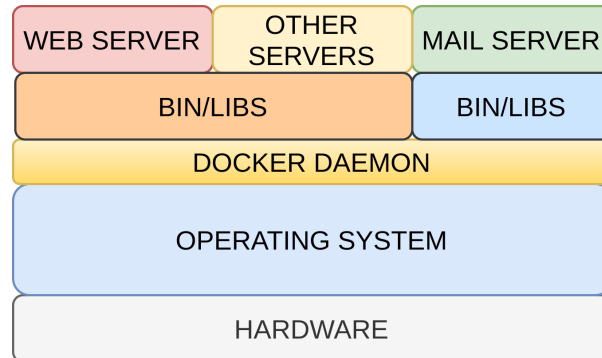 WEB SERVER
OTHER
SERVERS
MAIL SERVER
BIN/LIBS
BIN/LIBS
DOCKER DAEMON
OPERATING SYSTEM
HARDWARE